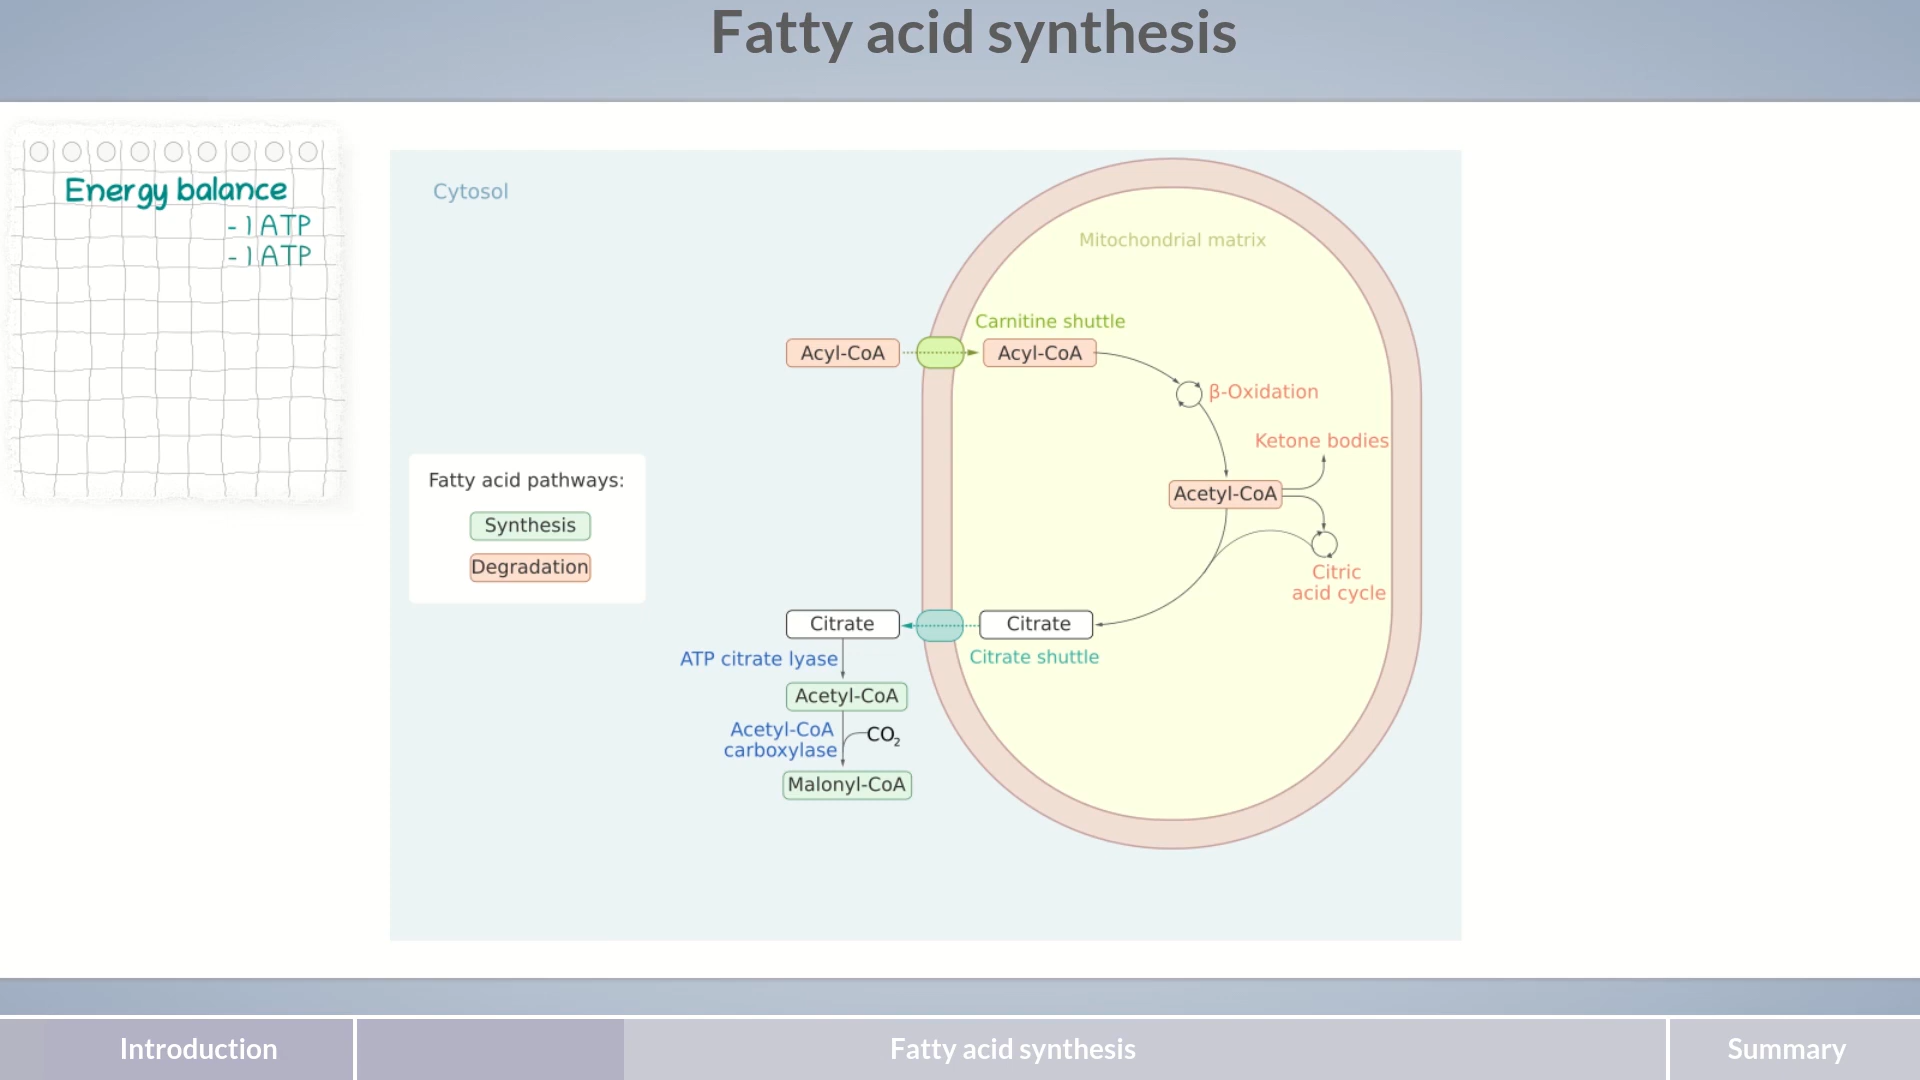 Fatty acid synthesis
Energy balance
- 1 ATP
- 1 ATP
Cytosol
Mitochondrial matrix
Carnitine shuttle
Acyl-CoA
Acyl-CoA
β-Oxidation
Ketone bodies
Acetyl-CoA
Citric
acid cycle
Fatty acid pathways:
Synthesis
Degradation
Citrate
Citrate
Citrate shuttle
ATP citrate lyase
Acetyl-CoA
Acetyl-CoA
carboxylase
CO₂
Malonyl-CoA
Introduction
Fatty acid synthesis
Summary